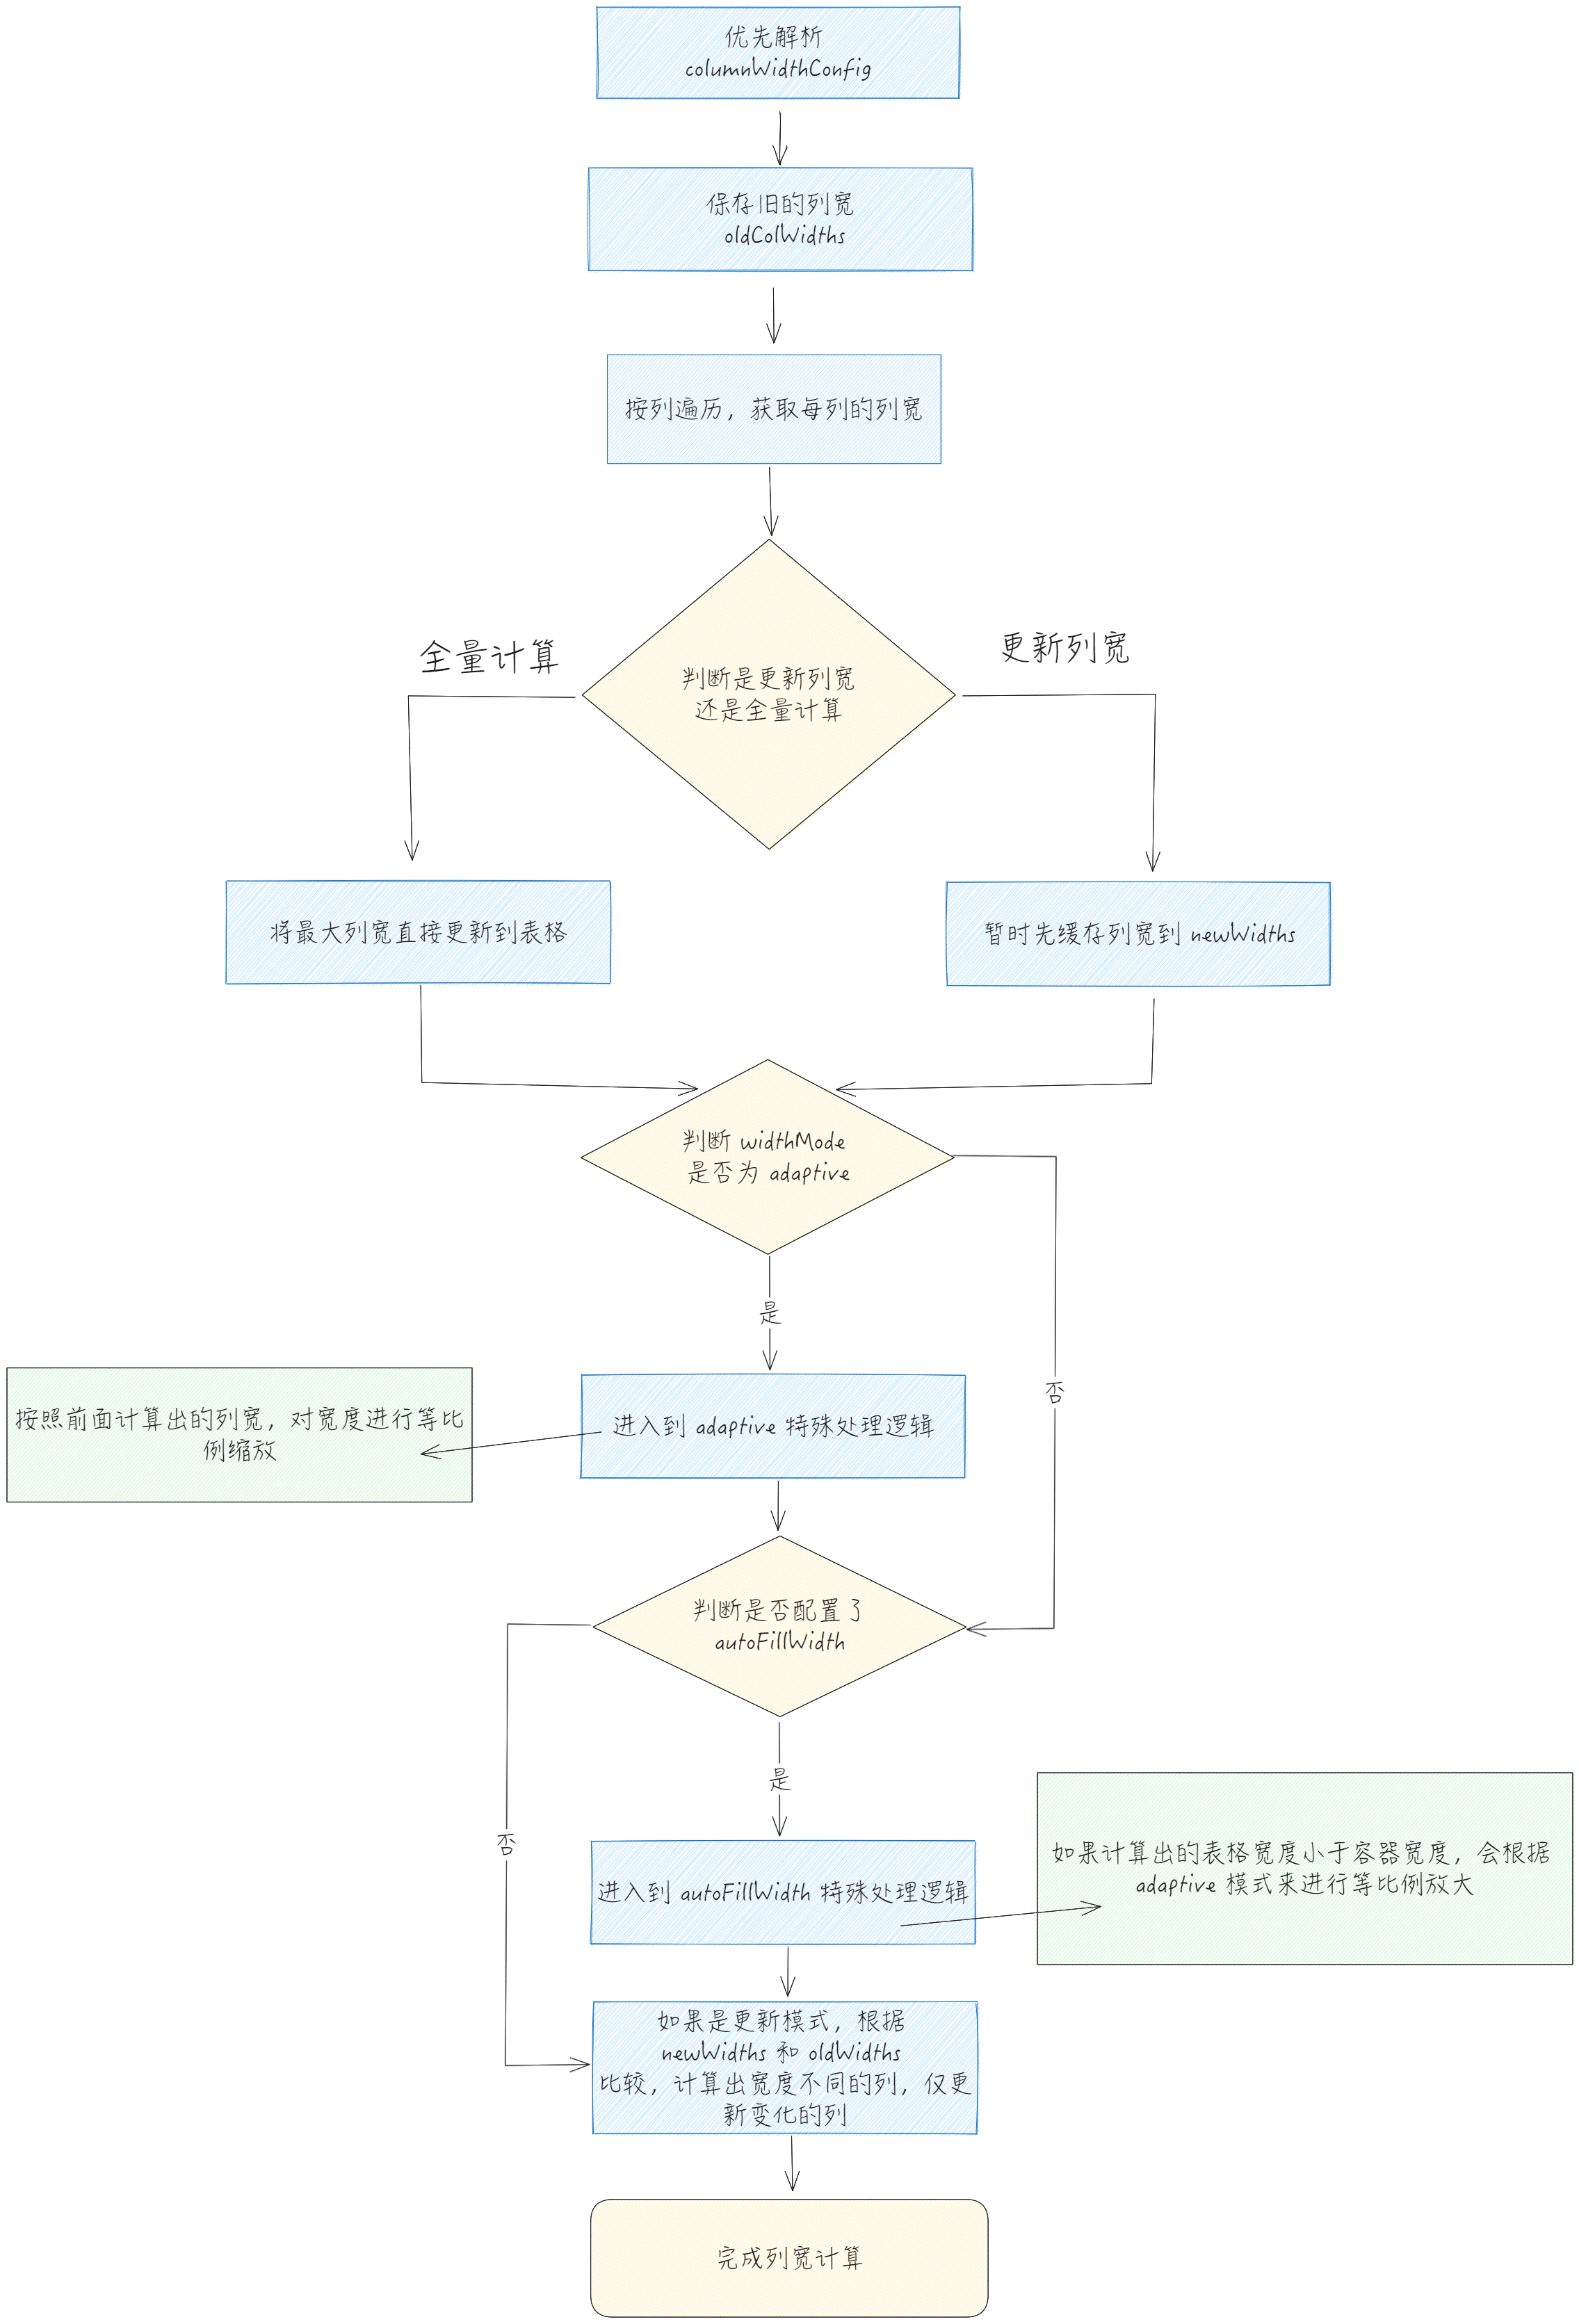 优先解析
columnWidthConfig
保存旧的列宽
oldColWidths
按列遍历，获取每列的列宽
全量计算
更新列宽
判断是更新列宽
还是全量计算
将最大列宽直接更新到表格
暂时先缓存列宽到 newWidths
判断 widthMode
是否为 adaptive
是
否
按照前面计算出的列宽，对宽度进行等比
例缩放
进入到 adaptive 特殊处理逻辑
判断是否配置了
autoFillWidth
是
否
如果计算出的表格宽度小于容器宽度，会根据
adaptive 模式来进行等比例放大
进入到 autoFillWidth 特殊处理逻辑
如果是更新模式，根据
newWidths 和 oldWidths
比较，计算出宽度不同的列，仅更
新变化的列
完成列宽计算